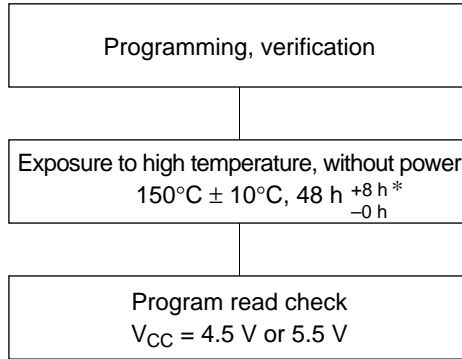 Programming, verification
Exposure to high temperature, without power
150°C ± 10°C, 48 h +8 h *
–0 h
Program read check
VCC = 4.5 V or 5.5 V